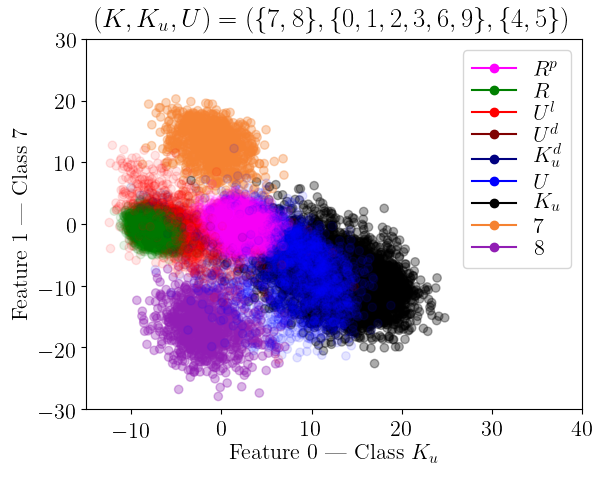 (K, K_u, U) = ({7, 8}, {0, 1, 2, 3, 6, 9}, {4, 5})
30
20
10
0
−10
−20
−30
Feature 1 — Class 7
R^p
R
U^l
U^d
K_u^d
U
K_u
7
8
−10 0 10 20 30 40
Feature 0 — Class K_u